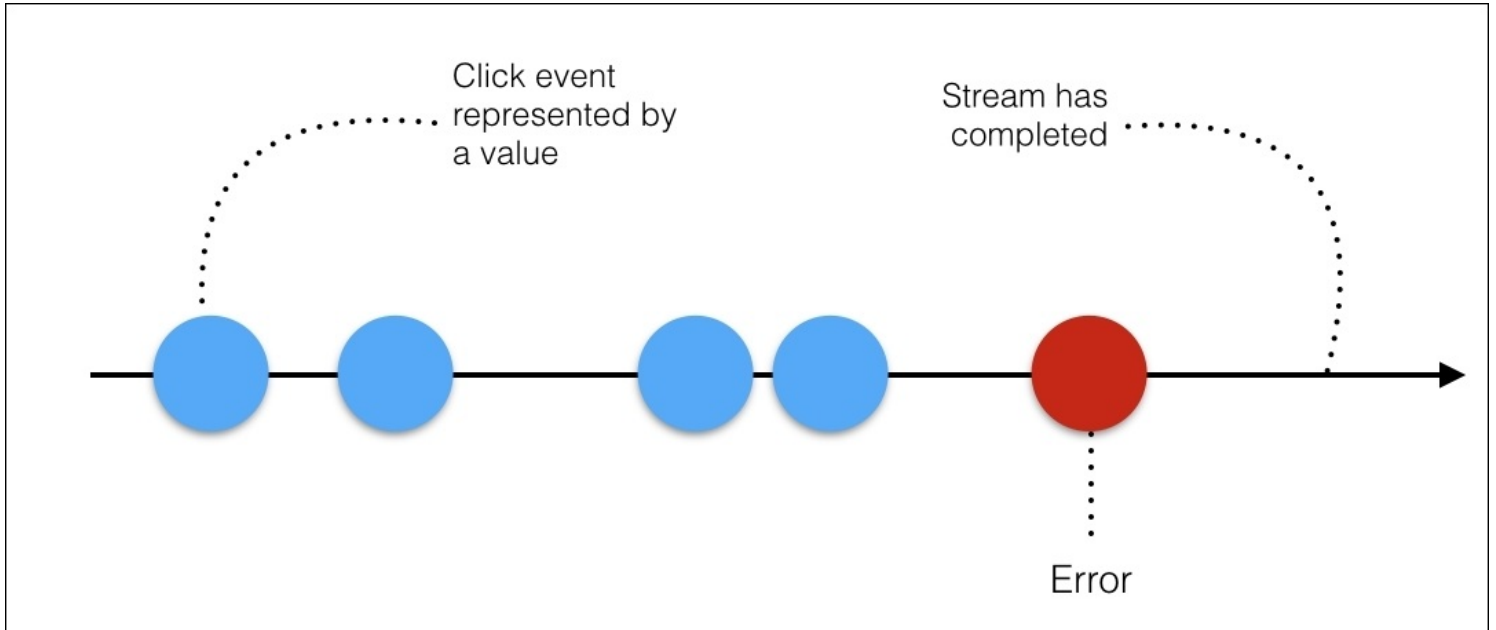 Click event
represented by
a value
Stream has
completed
Error